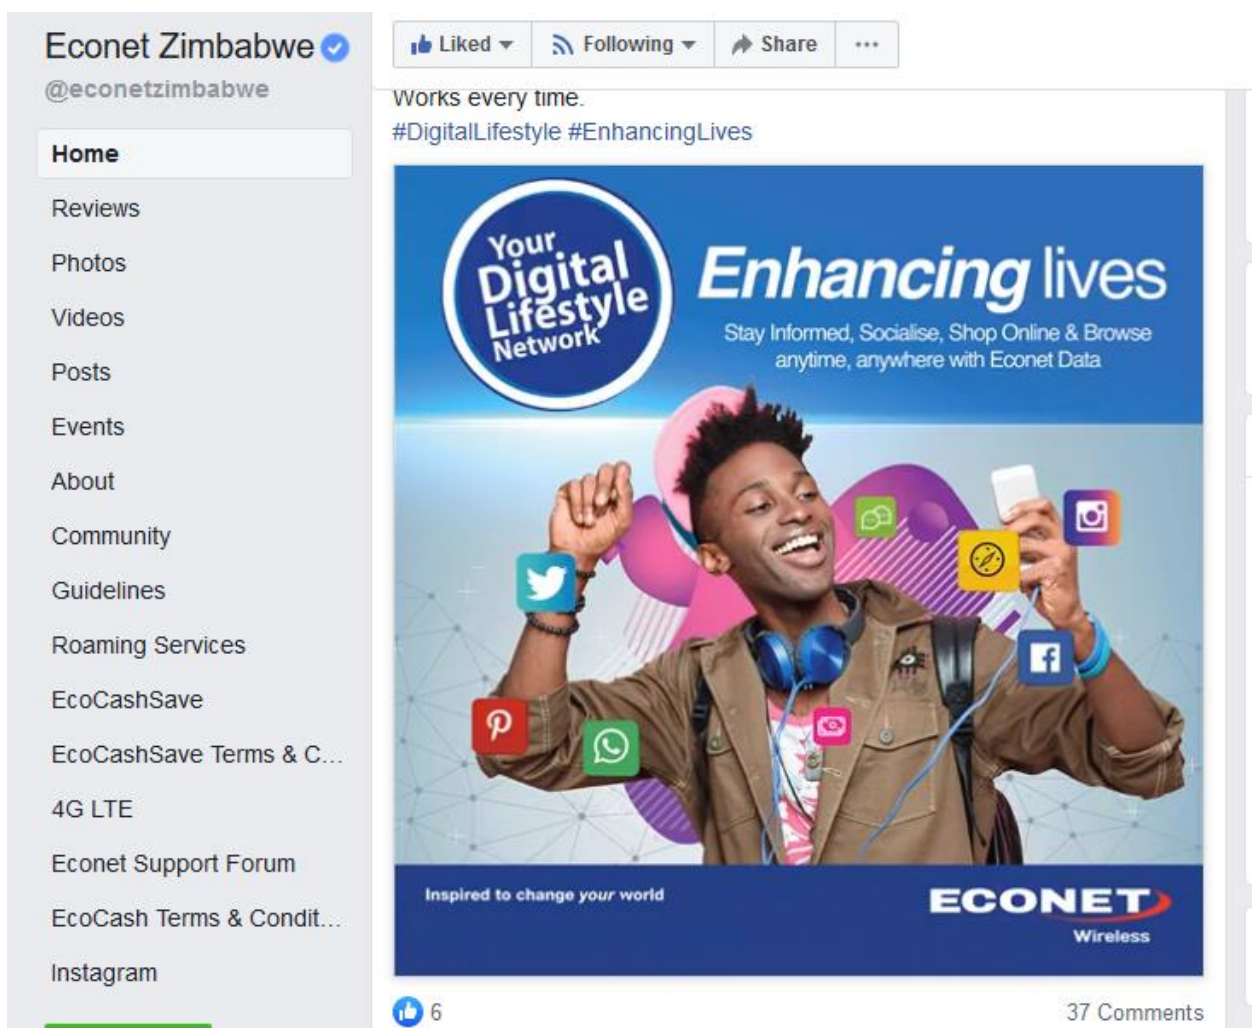 Econet Zimbabwe
@econetzimbabwe
Home
Reviews
Photos
Videos
Posts
Events
About
Community
Guidelines
Roaming Services
EcoCashSave
EcoCashSave Terms & C...
4G LTE
Econet Support Forum
EcoCash Terms & Condit...
Instagram
Liked
Following
Share
Works every time.
#DigitalLifestyle #EnhancingLives
Your
Digital
Lifestyle
Network
Enhancing lives
Stay Informed, Socialise, Shop Online & Browse
anytime, anywhere with Econet Data
Inspired to change your world
ECONET
Wireless
6
37 Comments